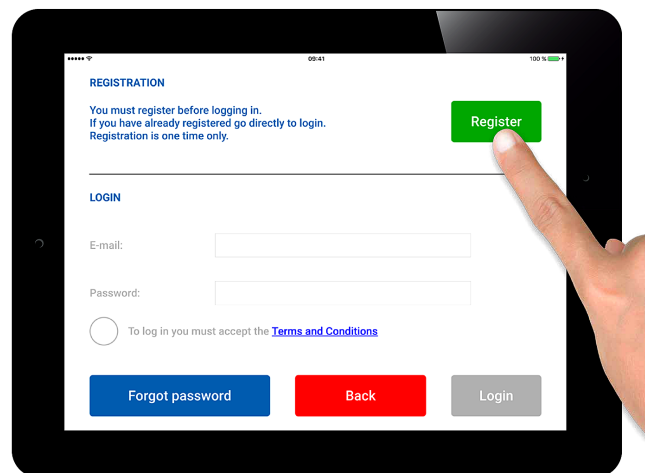 09:41
100 %
REGISTRATION
You must register before logging in.
If you have already registered go directly to login.
Registration is one time only.
Register
LOGIN
E-mail:
Password:
To log in you must accept the Terms and Conditions
Forgot password
Back
Login